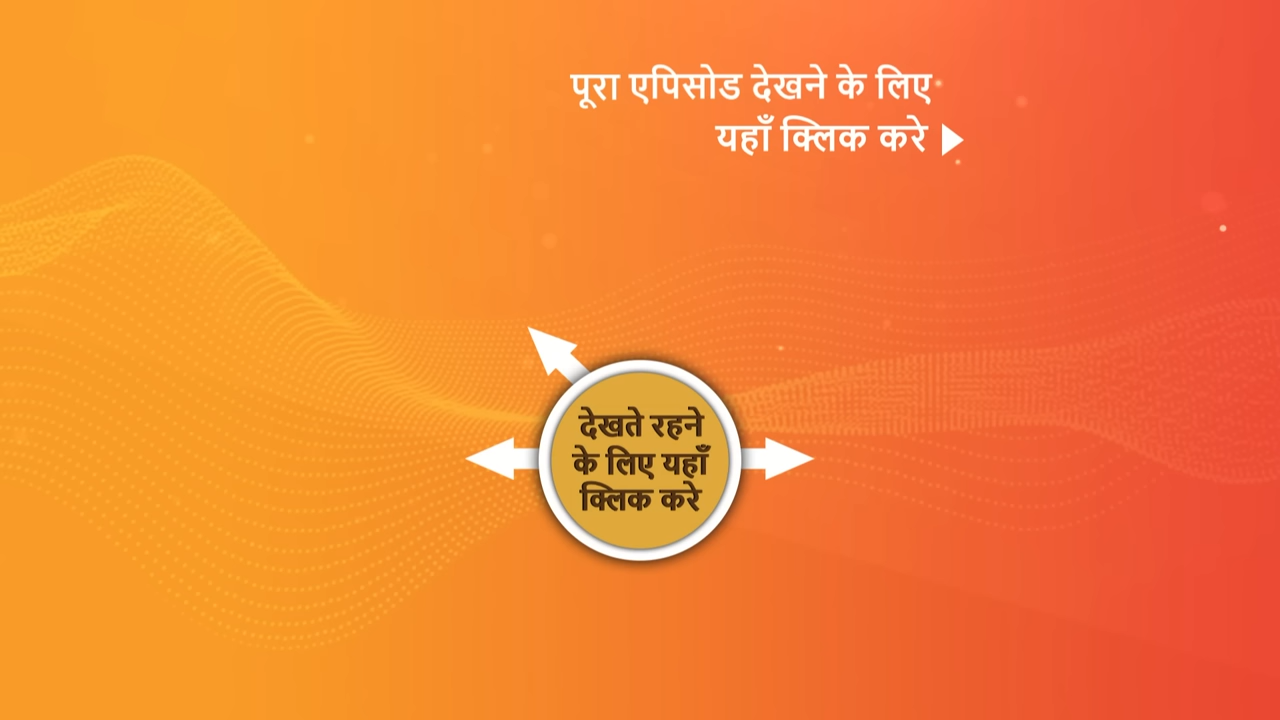 पूरा एपिसोड देखने के लिए
यहाँ क्लिक करे
देखते रहने
के लिए यहाँ
क्लिक करे